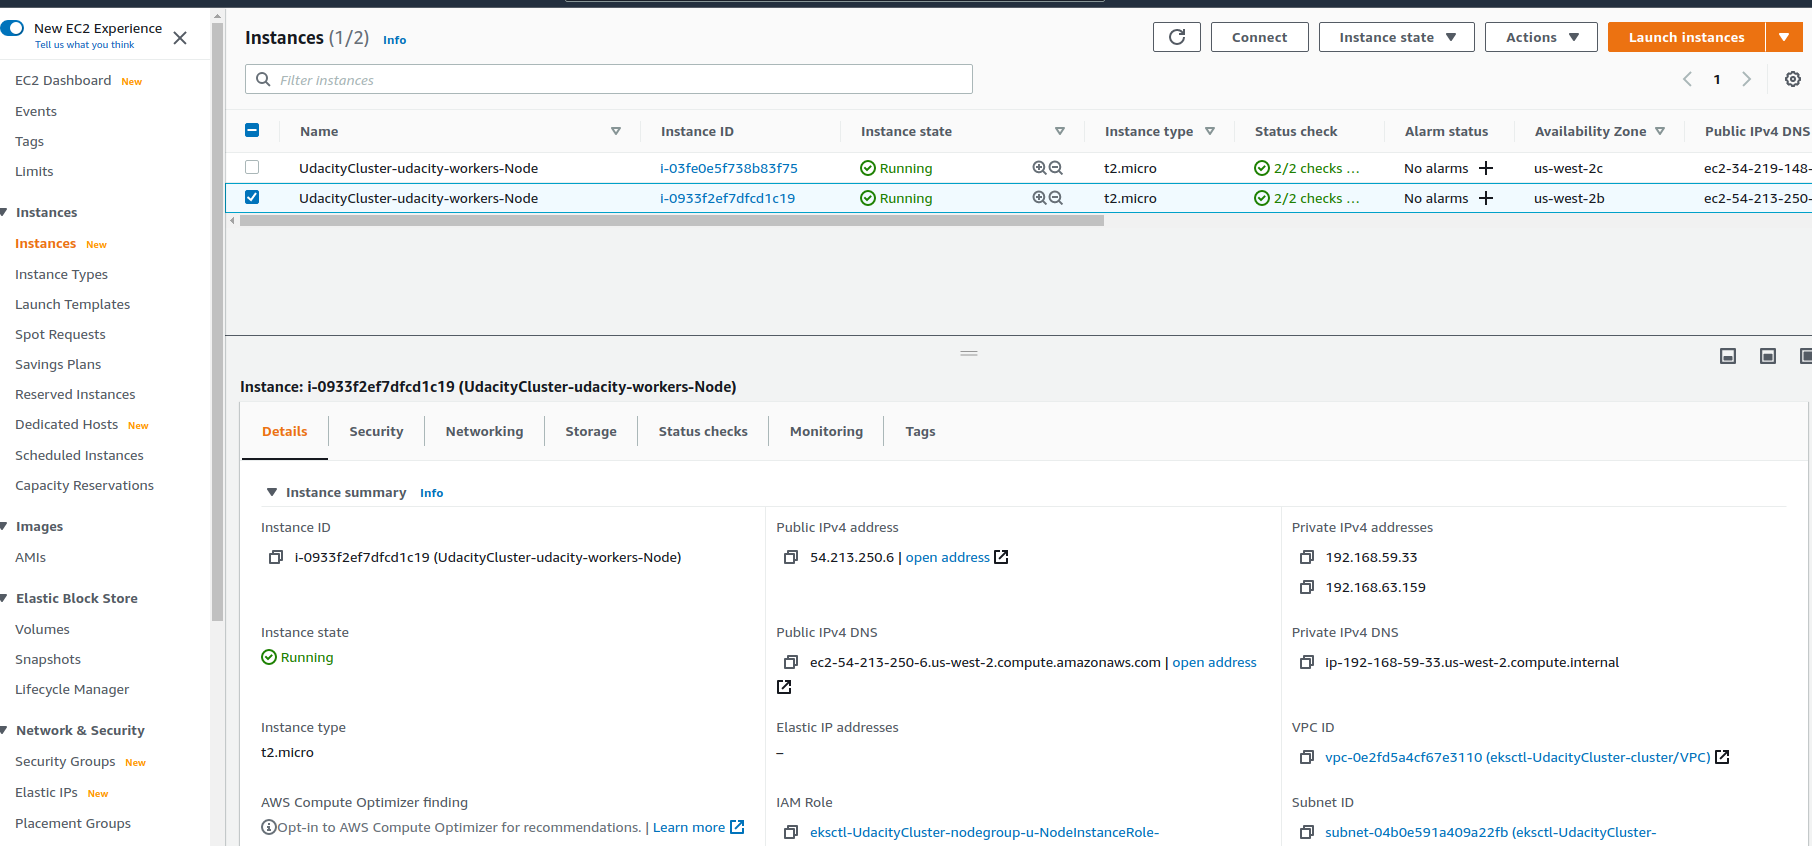 New EC2 Experience
Tell us what you think
EC2 Dashboard New
Events
Tags
Limits
Instances
Instances New
Instance Types
Launch Templates
Spot Requests
Savings Plans
Reserved Instances
Dedicated Hosts New
Scheduled Instances
Capacity Reservations
Images
AMIs
Elastic Block Store
Volumes
Snapshots
Lifecycle Manager
Network & Security
Security Groups New
Elastic IPs New
Placement Groups
Instances (1/2) Info
Connect
Instance state
Actions
Launch instances
Filter instances
1
Name Instance ID Instance state Instance type Status check Alarm status Availability Zone Public IPv4 DNS
UdacityCluster-udacity-workers-Node i-03fe0e5f738b83f75 Running t2.micro 2/2 checks … No alarms us-west-2c ec2-34-219-148-
UdacityCluster-udacity-workers-Node i-0933f2ef7dfcd1c19 Running t2.micro 2/2 checks … No alarms us-west-2b ec2-54-213-250-
Instance: i-0933f2ef7dfcd1c19 (UdacityCluster-udacity-workers-Node)
Details Security Networking Storage Status checks Monitoring Tags
Instance summary Info
Instance ID
i-0933f2ef7dfcd1c19 (UdacityCluster-udacity-workers-Node)
Public IPv4 address
54.213.250.6 | open address
Private IPv4 addresses
192.168.59.33
192.168.63.159
Instance state
Running
Public IPv4 DNS
ec2-54-213-250-6.us-west-2.compute.amazonaws.com | open address
Private IPv4 DNS
ip-192-168-59-33.us-west-2.compute.internal
Instance type
t2.micro
Elastic IP addresses
–
VPC ID
vpc-0e2fd5a4cf67e3110 (eksctl-UdacityCluster-cluster/VPC)
AWS Compute Optimizer finding
Opt-in to AWS Compute Optimizer for recommendations. | Learn more
IAM Role
eksctl-UdacityCluster-nodegroup-u-NodeInstanceRole-
Subnet ID
subnet-04b0e591a409a22fb (eksctl-UdacityCluster-